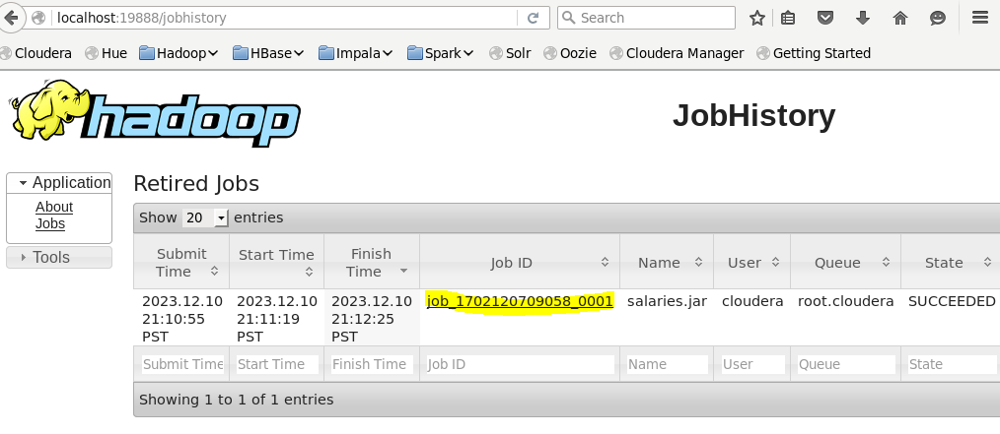 localhost:19888/jobhistory
Search
Cloudera Hue Hadoop HBase Impala Spark Solr Oozie Cloudera Manager Getting Started
hadoop
JobHistory
Application
About
Jobs
Tools
Retired Jobs
Show 20 entries
Submit Time Start Time Finish Time Job ID Name User Queue State
2023.12.10 2023.12.10 2023.12.10 job_1702120709058_0001 salaries.jar cloudera root.cloudera SUCCEEDED
21:10:55 21:11:19 21:12:25
PST PST PST
Submit Time Start Time Finish Time Job ID Name User Queue State
Showing 1 to 1 of 1 entries